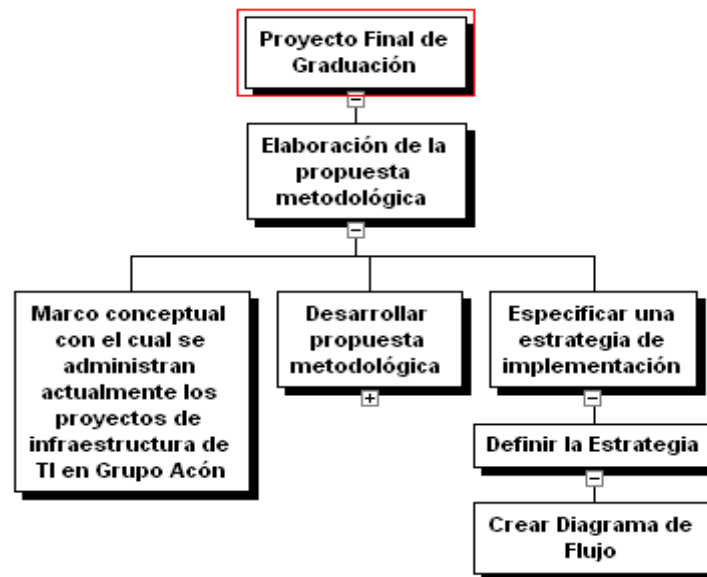 Proyecto Final de
Graduación
Elaboración de la
propuesta
metodológica
Marco conceptual
con el cual se
administran
actualmente los
proyectos de
infraestructura de
TI en Grupo Acón
Desarrollar
propuesta
metodológica
Especificar una
estrategia de
implementación
Definir la Estrategia
Crear Diagrama de
Flujo